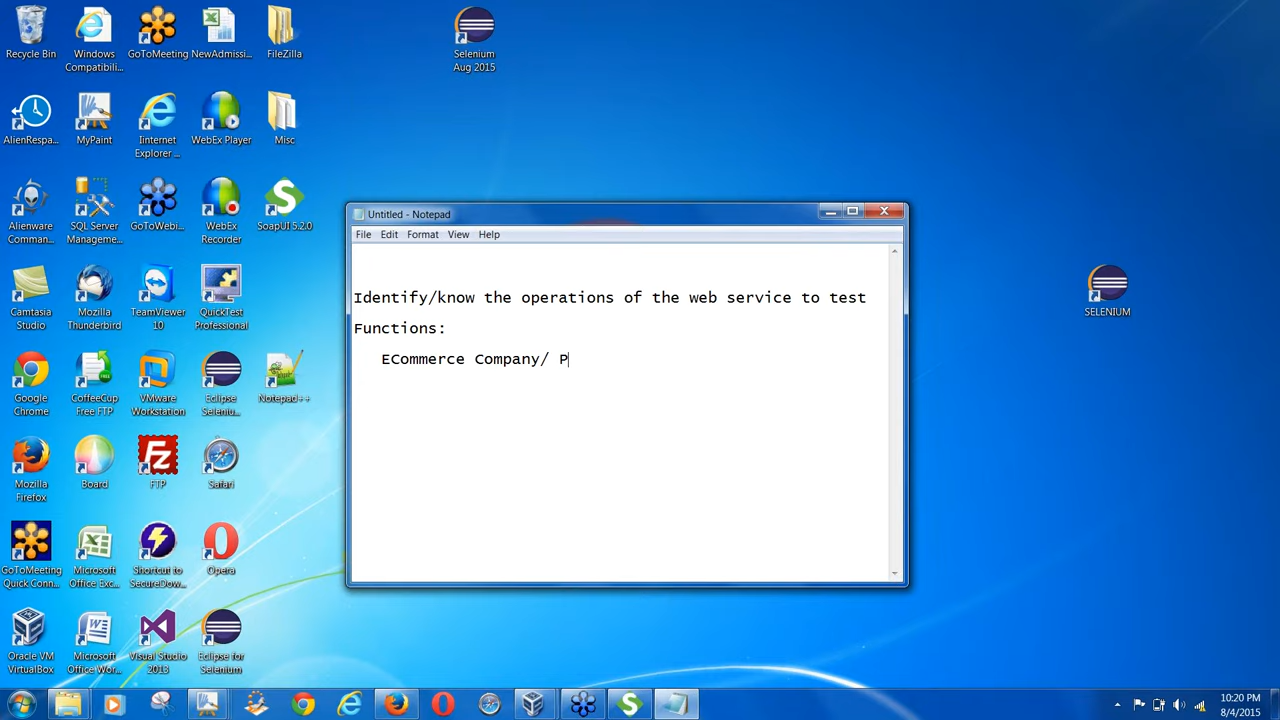 Recycle Bin
Windows Compatibili...
GoToMeeting
NewAdmissi...
FileZilla
Selenium Aug 2015
AlienRespa...
MyPaint
Iinternet Explorer ...
WebEx Player
Misc
Alienware Comman...
SQL Server Manageme...
GoToWebi...
WebEx Recorder
SoapUI 5.2.0
Camtasia Studio
Mozilla Thunderbird
TeamViewer 10
QuickTest Professional
Google Chrome
CoffeeCup Free FTP
VMware Workstation
Eclipse Seleniu...
Notepad++
Mozilla Firefox
Board
FTP
Safari
GoToMeeting Quick Conn...
Microsoft Office Exc...
Shortcut to SecureDow...
Opera
Oracle VM VirtualBox
Microsoft Office Wor...
Visual Studio 2013
Eclipse for Selenium
Untitled - Notepad
File Edit Format View Help
Identify/know the operations of the web service to test
Functions:
ECommerce Company/ P
SELENIUM
10:20 PM
8/4/2015